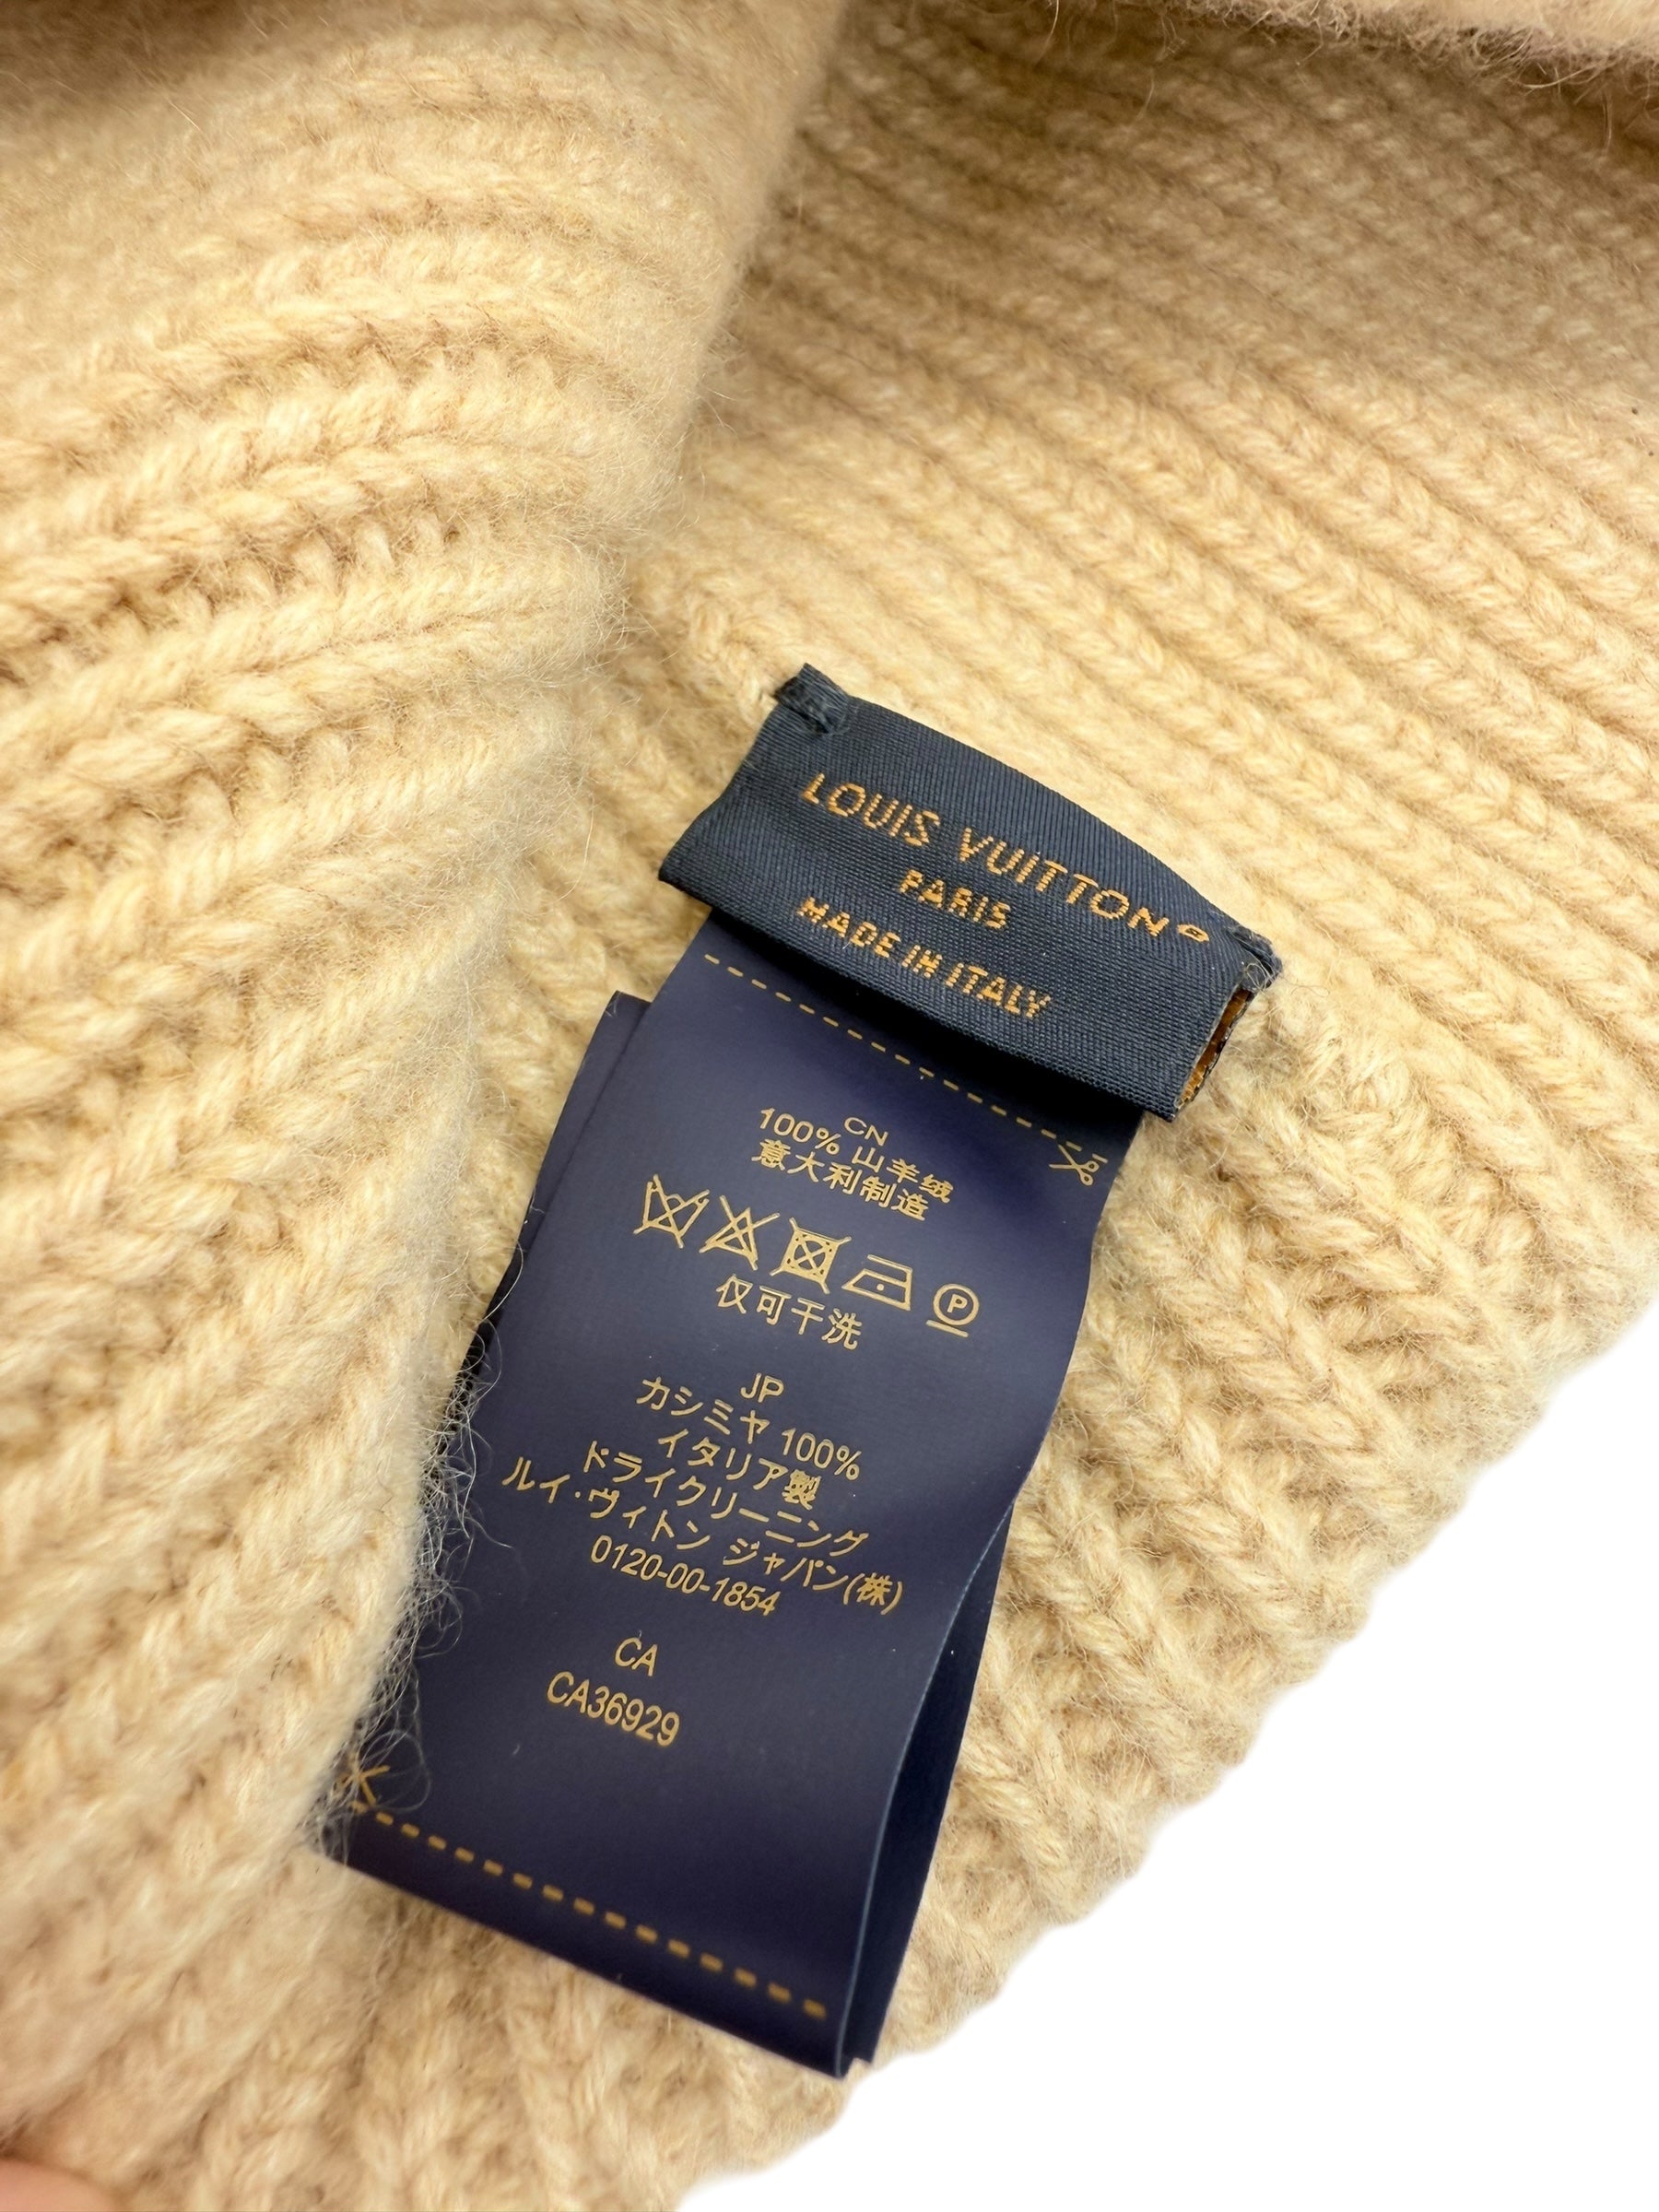 LOUIS VUITTON®
PARIS
MADE IN ITALY
CN
100% 山羊绒
意大利制造
P
仅可干洗
JP
カシミヤ 100%
イタリア製
ドライクリーニング
ルイ·ヴィトン ジャパン(株)
0120-00-1854
CA
CA36929